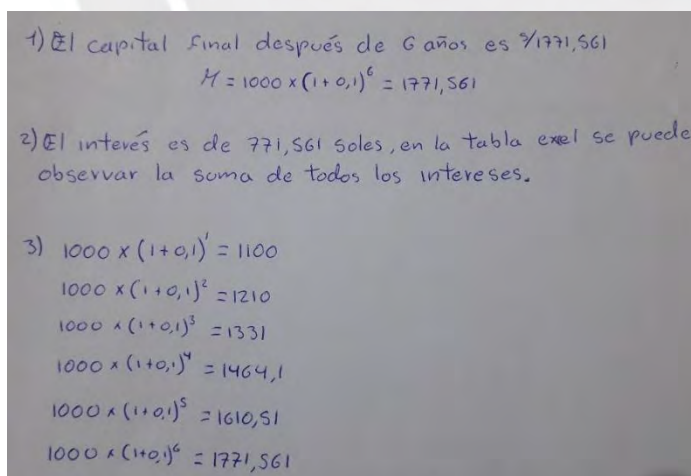 1) El capital final después de 6 años es S/1771,561
M = 1000 x (1 + 0,1)⁶ = 1771,561
2) El interés es de 771,561 soles, en la tabla exel se puede
observar la suma de todos los intereses.
3) 1000 x (1 + 0,1)¹ = 1100
1000 x (1 + 0,1)² = 1210
1000 x (1 + 0,1)³ = 1331
1000 x (1 + 0,1)⁴ = 1464,1
1000 x (1 + 0,1)⁵ = 1610,51
1000 x (1 + 0,1)⁶ = 1771,561